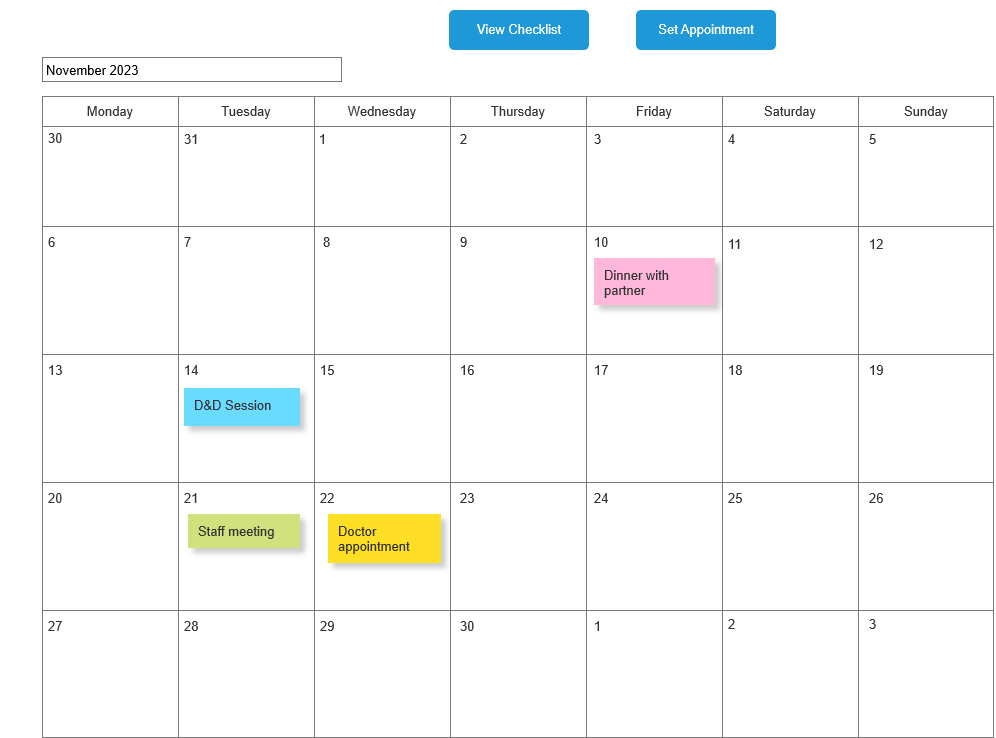 View Checklist
Set Appointment
November 2023
Monday
Tuesday
Wednesday
Thursday
Friday
Saturday
Sunday
30
31
1
2
3
4
5
6
7
8
9
10
11
12
Dinner with
partner
13
14
15
16
17
18
19
D&D Session
20
21
22
23
24
25
26
Staff meeting
Doctor
appointment
27
28
29
30
1
2
3